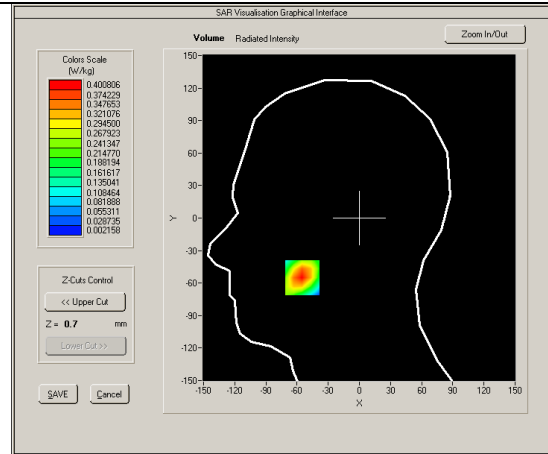 SAR Visualisation Graphical Interface
Volume Radiated Intensity
Zoom In/Out
Colors Scale
(W/kg)
0.400806
0.374229
0.347653
0.321076
0.294500
0.267923
0.241347
0.214770
0.188194
0.161617
0.135041
0.108464
0.081888
0.055311
0.028735
0.002158
Z-Cuts Control
<< Upper Cut
Z = 0.7 mm
Lower Cut >>
SAVE
Cancel
150
120
90
60
30
0
-30
-60
-90
-120
-150
Y
-150 -120 -90 -60 -30 0 30 60 90 120 150
X